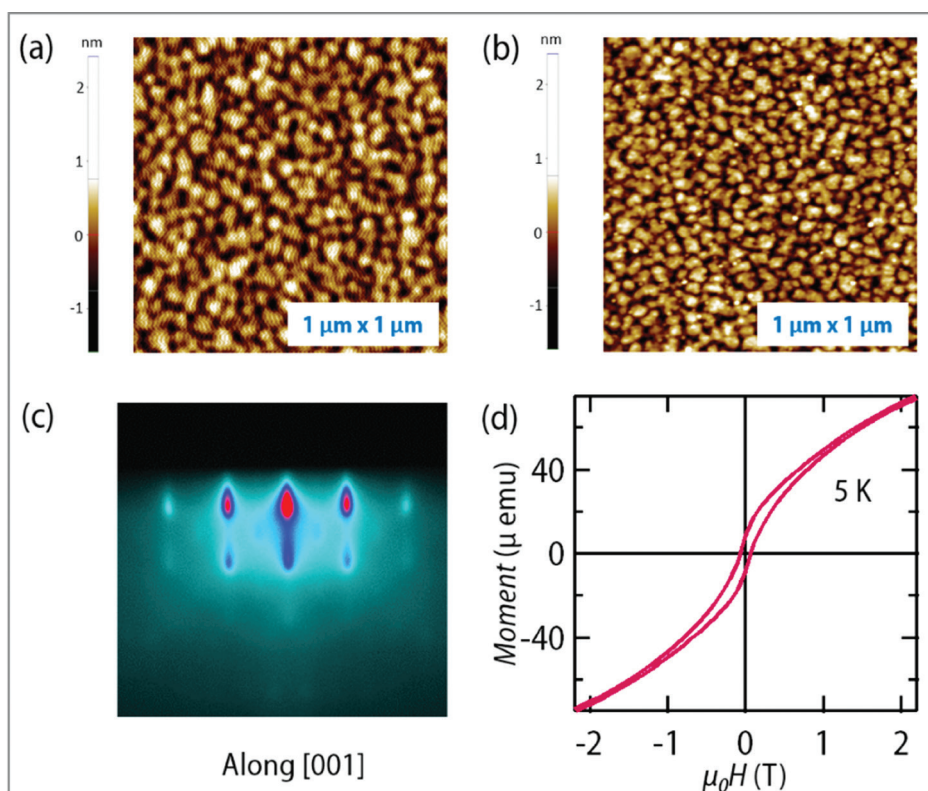 (a)
nm
2
1
0
-1
1 μm x 1 μm
(b)
nm
2
1
0
-1
1 μm x 1 μm
(c)
Along [001]
(d)
Moment (μ emu)
40
0
-40
5 K
-2 -1 0 1 2
μ₀H (T)